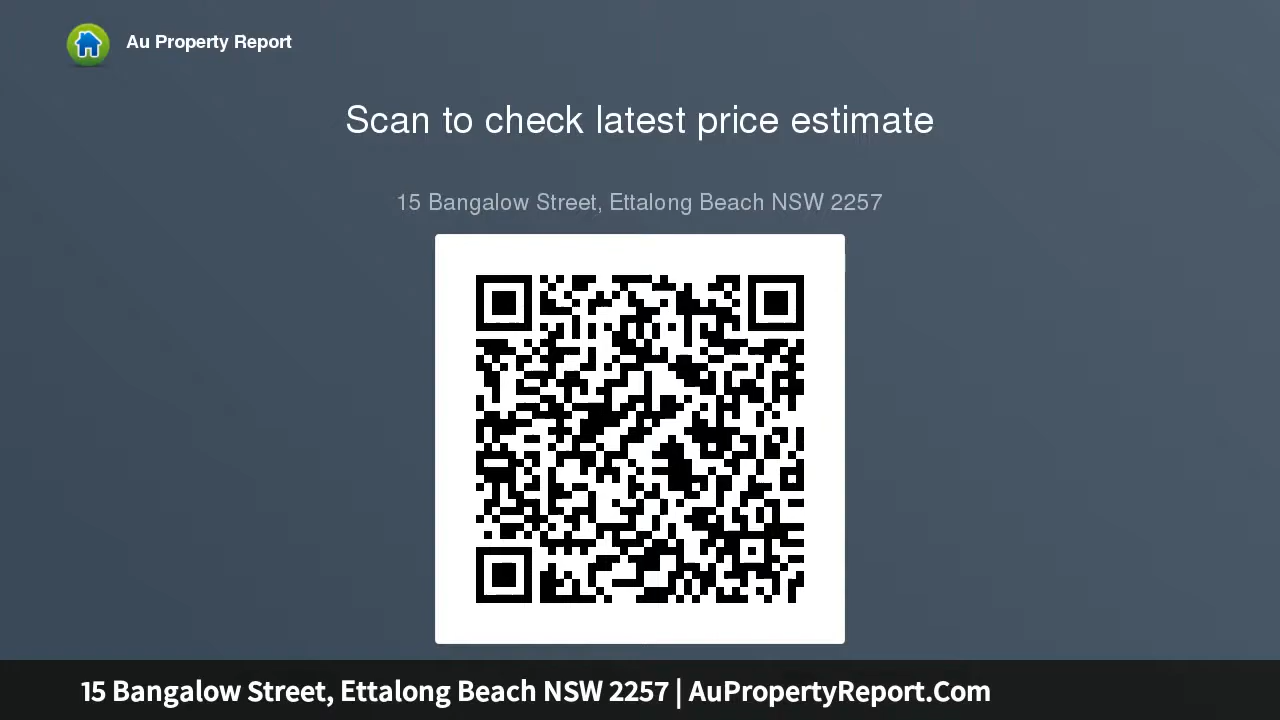 Au Property Report
Scan to check latest price estimate
15 Bangalow Street, Ettalong Beach NSW 2257
15 Bangalow Street, Ettalong Beach NSW 2257 | AuPropertyReport.Com